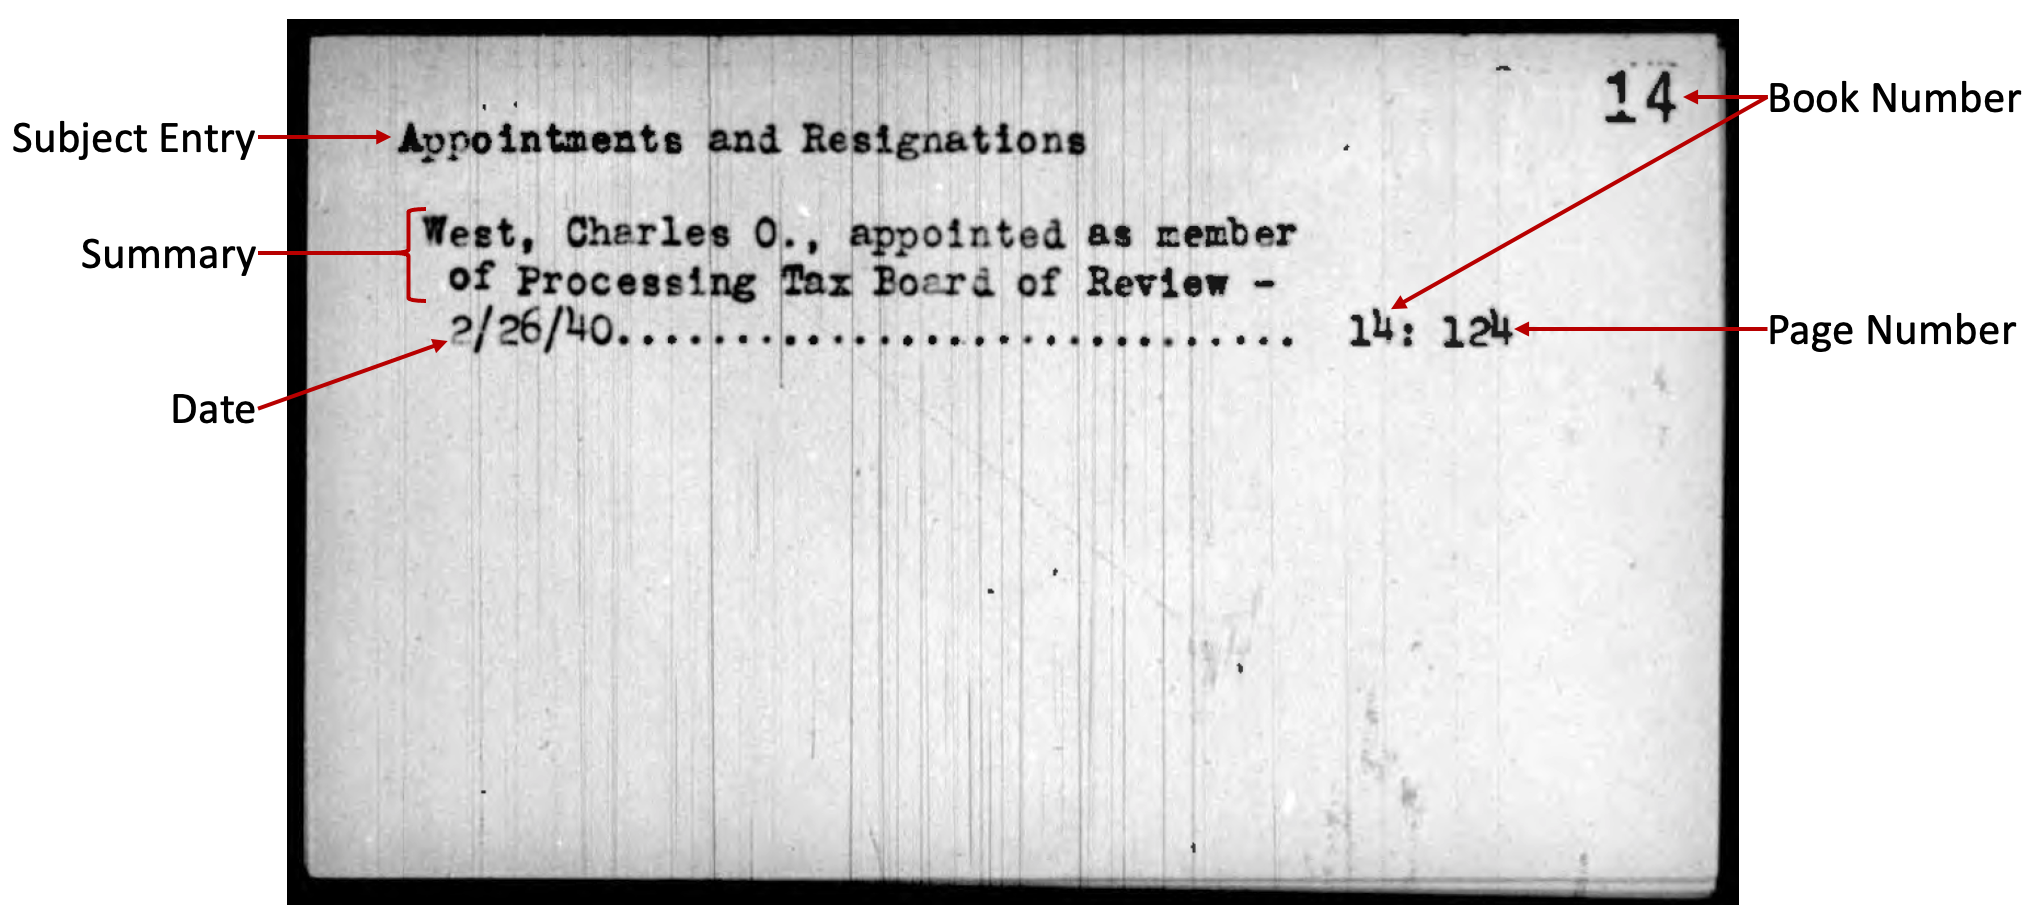 14
Book Number
Subject Entry
Appointments and Resignations
Summary
West, Charles O., appointed as member
of Processing Tax Board of Review -
2/26/40............................ 14: 124
Page Number
Date